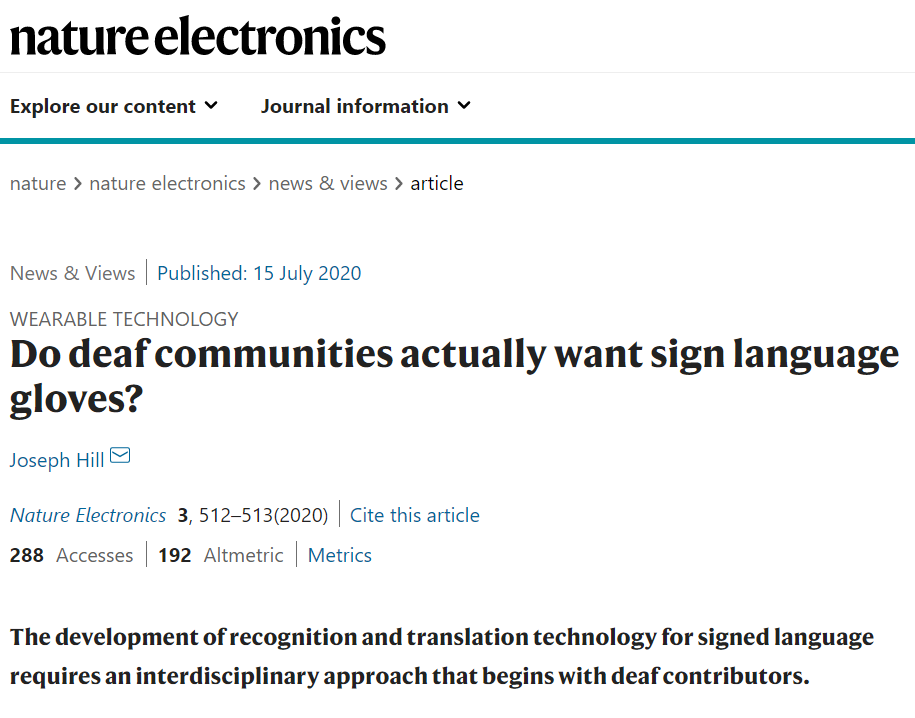 nature electronics
Explore our content Journal information
nature > nature electronics > news & views > article
News & Views | Published: 15 July 2020
WEARABLE TECHNOLOGY
Do deaf communities actually want sign language
gloves?
Joseph Hill
Nature Electronics 3, 512–513(2020) | Cite this article
288 Accesses | 192 Altmetric | Metrics
The development of recognition and translation technology for signed language
requires an interdisciplinary approach that begins with deaf contributors.